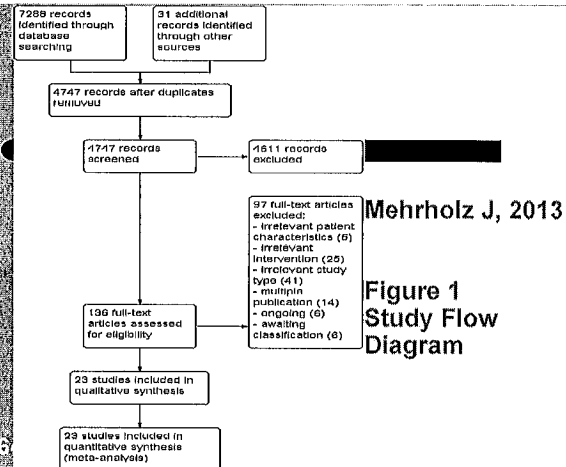 7288 records
identified through
database
searching
31 additional
records identified
through other
sources
4747 records after duplicates
removed
4747 records
screened
4611 records
excluded
97 full-text articles
excluded:
- irrelevant patient
characteristics (5)
- irrelevant
intervention (25)
- irrelevant study
type (41)
- multiple
publication (14)
- ongoing (6)
- awaiting
classification (6)
Mehrholz J, 2013
Figure 1
Study Flow
Diagram
136 full-text
articles assessed
for eligibility
23 studies included in
qualitative synthesis
23 studies included in
quantitative synthesis
(meta-analysis)